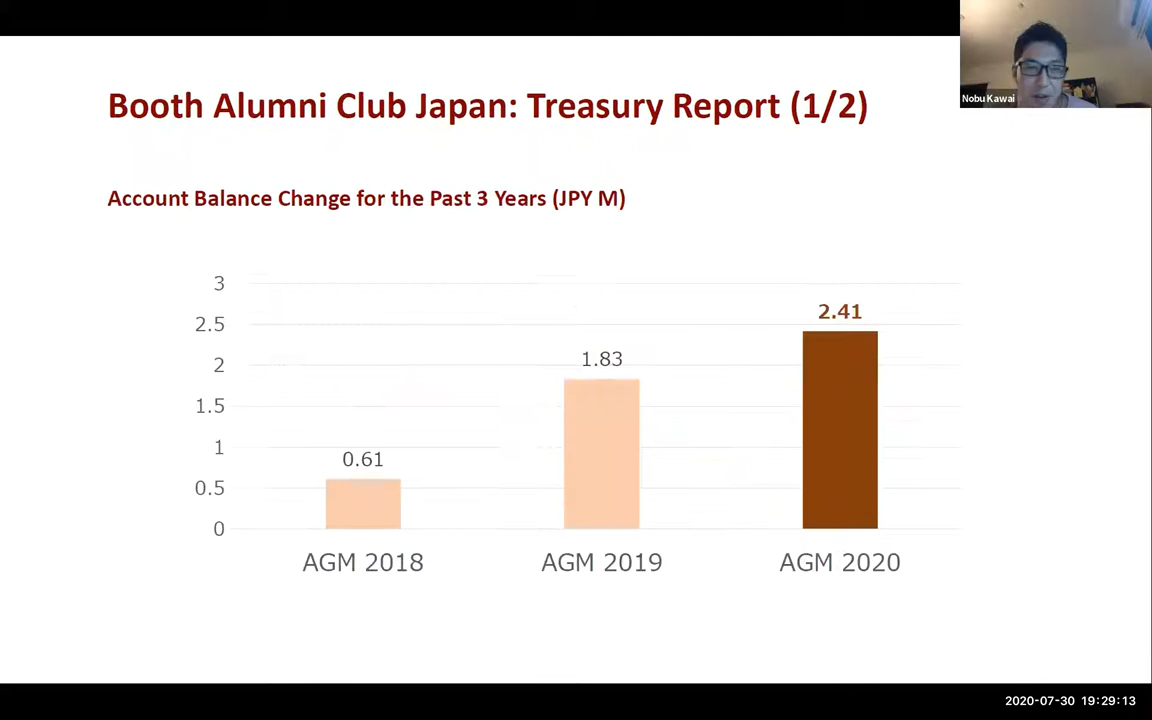 Booth Alumni Club Japan: Treasury Report (1/2)
Nobu Kawai
Account Balance Change for the Past 3 Years (JPY M)
3
2.5
2
1.5
1
0.5
0
0.61
1.83
2.41
AGM 2018
AGM 2019
AGM 2020
2020-07-30 19:29:13